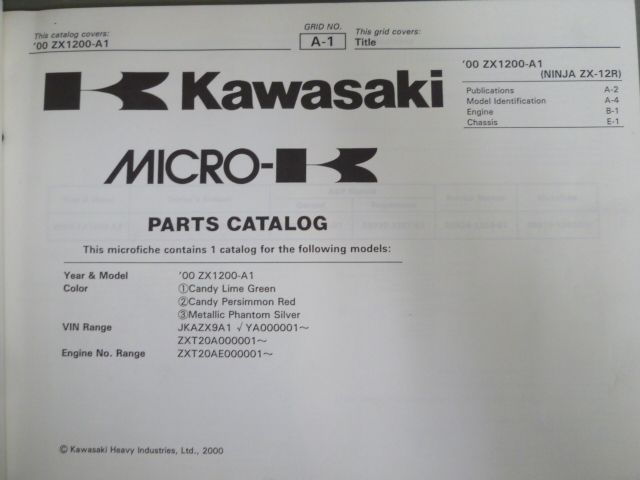 This catalog covers:
'00 ZX1200-A1
GRID NO.
A-1
This grid covers:
Title
Kawasaki
'00 ZX1200-A1
(NINJA ZX-12R)
Publications A-2
Model Identification A-4
Engine B-1
Chassis E-1
MICRO-K
PARTS CATALOG
This microfiche contains 1 catalog for the following models:
Year & Model '00 ZX1200-A1
Color ①Candy Lime Green
②Candy Persimmon Red
③Metallic Phantom Silver
VIN Range JKAZX9A1 √ YA000001~
ZXT20A000001~
Engine No. Range ZXT20AE000001~
© Kawasaki Heavy Industries, Ltd., 2000